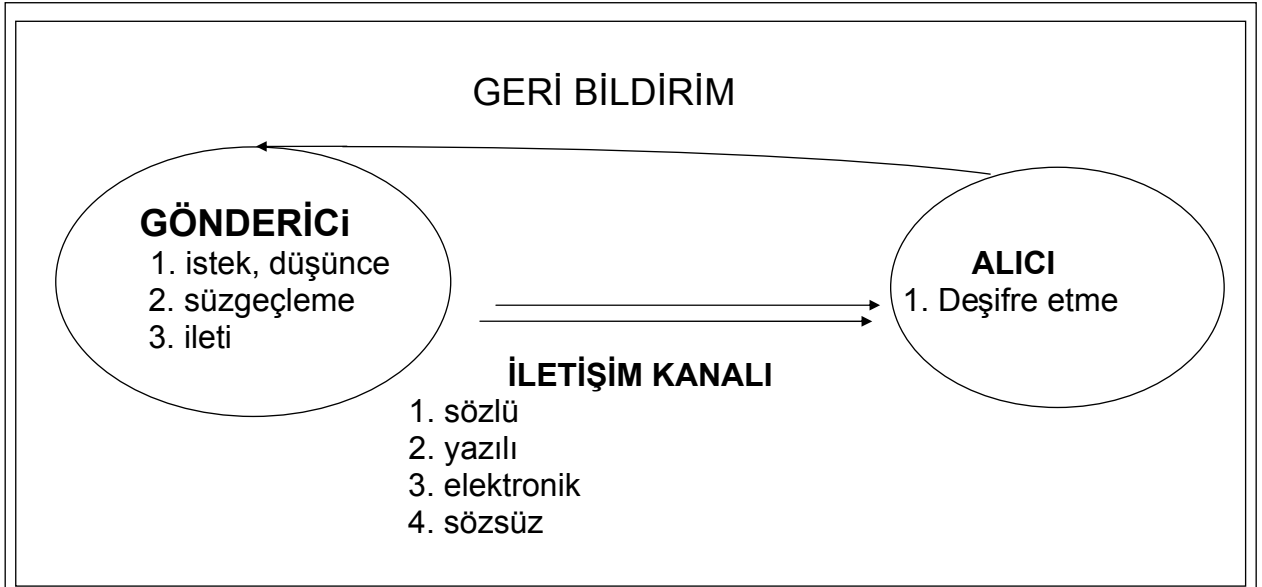 GERİ BİLDİRİM
GÖNDERİCi
1. istek, düşünce
2. süzgeçleme
3. ileti
ALICI
1. Deşifre etme
İLETİŞİM KANALI
1. sözlü
2. yazılı
3. elektronik
4. sözsüz